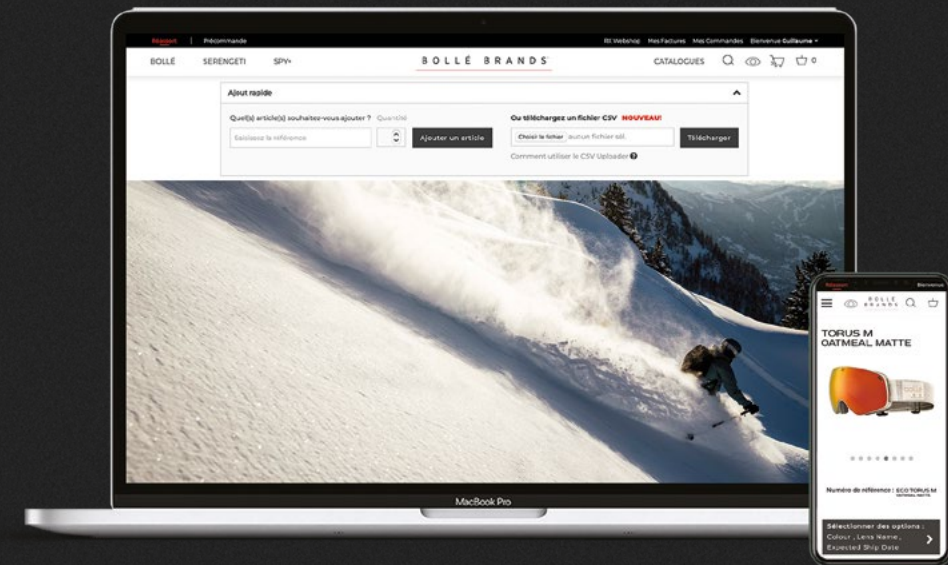 Réassort | Précommande
BX Webshop Mes Factures Mes Commandes Bienvenue Guillaume
BOLLÉ SERENGETI SPY+
BOLLÉ BRANDS
CATALOGUES 0
Ajout rapide
Quel(s) article(s) souhaitez-vous ajouter ? Quantité
Saisissez la référence
Ajouter un article
Ou téléchargez un fichier CSV NOUVEAU!
Choisir le fichier aucun fichier sél.
Télécharger
Comment utiliser le CSV Uploader
MacBook Pro
Réassort Bienvenue
BOLLÉ
BRANDS
TORUS M
OATMEAL MATTE
Numéro de référence : ECO TORUS M
OATMEAL MATTE
Sélectionner des options :
Colour , Lens Name ,
Expected Ship Date